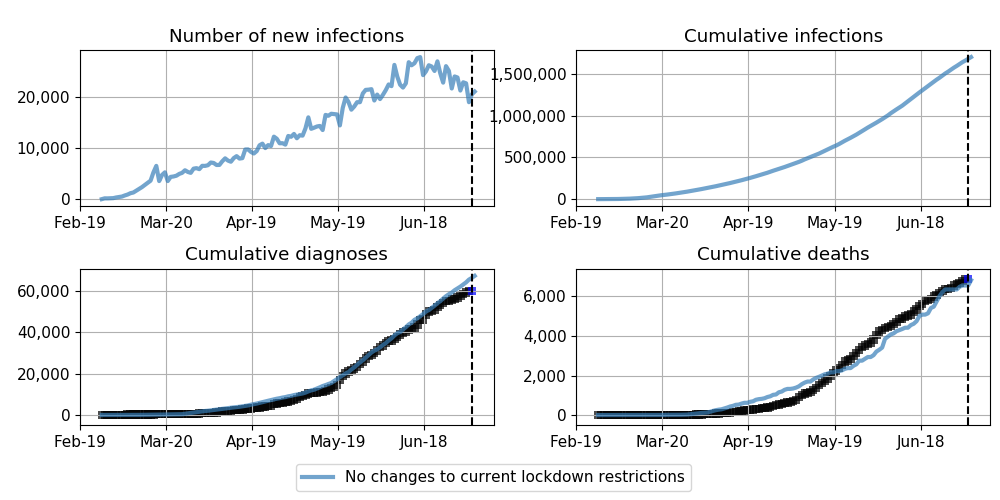 Number of new infections
20,000
10,000
0
Feb-19 Mar-20 Apr-19 May-19 Jun-18
Cumulative infections
1,500,000
1,000,000
500,000
0
Feb-19 Mar-20 Apr-19 May-19 Jun-18
Cumulative diagnoses
60,000
40,000
20,000
0
Feb-19 Mar-20 Apr-19 May-19 Jun-18
Cumulative deaths
6,000
4,000
2,000
0
Feb-19 Mar-20 Apr-19 May-19 Jun-18
No changes to current lockdown restrictions